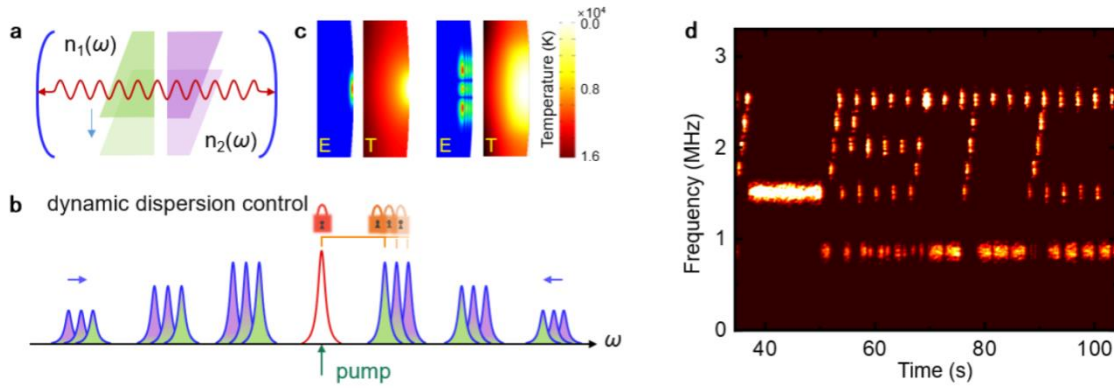 a
n₁(ω)
n₂(ω)
b dynamic dispersion control
pump
ω
c
E T E T
×10⁴
0.0
0.8
1.6
Temperature (K)
d
3
2
1
0
Frequency (MHz)
40 60 80 100
Time (s)